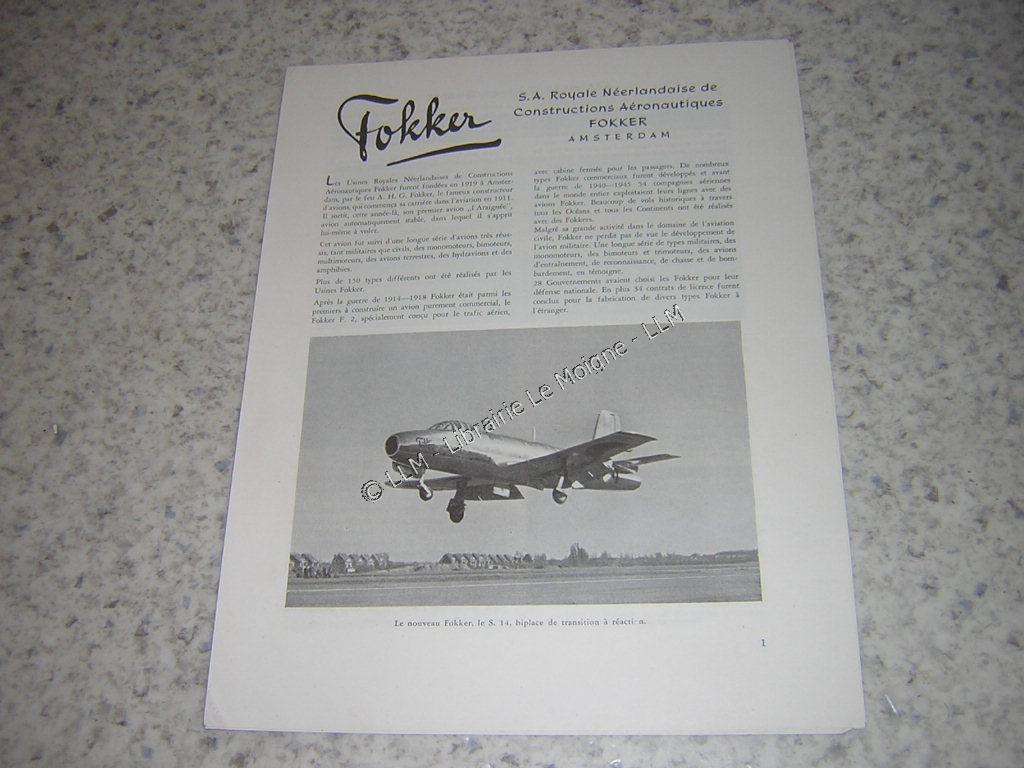 Fokker
S.A. Royale Néerlandaise de
Constructions Aéronautiques
FOKKER
AMSTERDAM
Les Usines Royales Néerlandaises de Constructions
Aéronautiques Fokker furent fondées en 1919 à Amster-
dam, par le feu A. H. G. Fokker, le fameux constructeur
d'avions, qui commença sa carrière dans l'aviation en 1911.
Il sortit, cette année-là, son premier avion „l'Araignée”,
avion automatiquement stable, dans lequel il s'apprit
lui-même à voler.
Cet avion fut suivi d'une longue série d'avions très réus-
sis, tant militaires que civils, des monomoteurs, bimoteurs,
multimoteurs, des avions terrestres, des hydravions et des
amphibies.
Plus de 150 types différents ont été réalisés par les
Usines Fokker.
Après la guerre de 1914—1918 Fokker était parmi les
premiers à construire un avion purement commercial, le
Fokker F. 2, spécialement conçu pour le trafic aérien,
avec cabine fermée pour les passagers. De nombreux
types Fokker commerciaux furent développés et avant
la guerre de 1940—1945 54 compagnies aériennes
dans le monde entier exploitaient leurs lignes avec des
avions Fokker. Beaucoup de vols historiques à travers
tous les Océans et tous les Continents ont été réalisés
avec des Fokkers.
Malgré sa grande activité dans le domaine de l'aviation
civile, Fokker ne perdit pas de vue le développement de
l'avion militaire. Une longue série de types militaires, des
monomoteurs, des bimoteurs et trimoteurs, des avions
d'entraînement, de reconnaissance, de chasse et de bom-
bardement, en témoigne.
28 Gouvernements avaient choisi les Fokker pour leur
défense nationale. En plus 34 contrats de licence furent
conclus pour la fabrication de divers types Fokker à
l'étranger.
© LLM - Librairie Le Moigne - LLM
Le nouveau Fokker, le S. 14, biplace de transition à réaction.
1